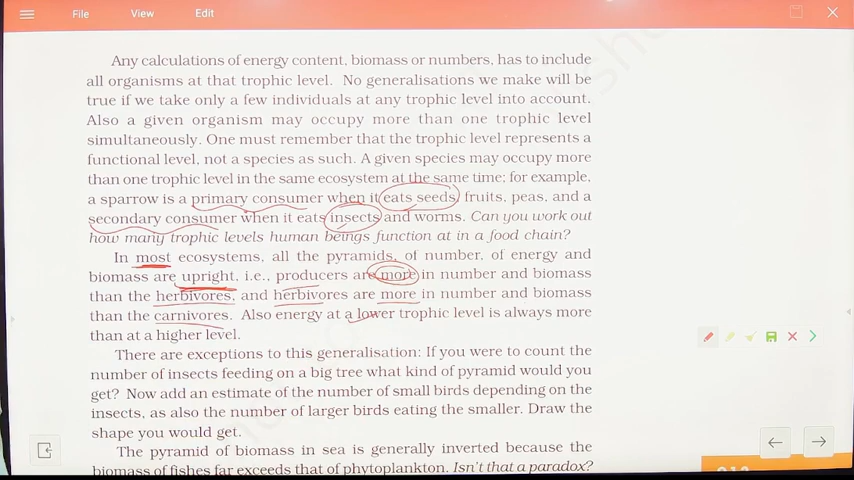 File View Edit
Any calculations of energy content, biomass or numbers, has to include
all organisms at that trophic level. No generalisations we make will be
true if we take only a few individuals at any trophic level into account.
Also a given organism may occupy more than one trophic level
simultaneously. One must remember that the trophic level represents a
functional level, not a species as such. A given species may occupy more
than one trophic level in the same ecosystem at the same time; for example,
a sparrow is a primary consumer when it eats seeds, fruits, peas, and a
secondary consumer when it eats insects and worms. Can you work out
how many trophic levels human beings function at in a food chain?
In most ecosystems, all the pyramids, of number, of energy and
biomass are upright, i.e., producers are more in number and biomass
than the herbivores, and herbivores are more in number and biomass
than the carnivores. Also energy at a lower trophic level is always more
than at a higher level.
There are exceptions to this generalisation: If you were to count the
number of insects feeding on a big tree what kind of pyramid would you
get? Now add an estimate of the number of small birds depending on the
insects, as also the number of larger birds eating the smaller. Draw the
shape you would get.
The pyramid of biomass in sea is generally inverted because the
biomass of fishes far exceeds that of phytoplankton. Isn't that a paradox?